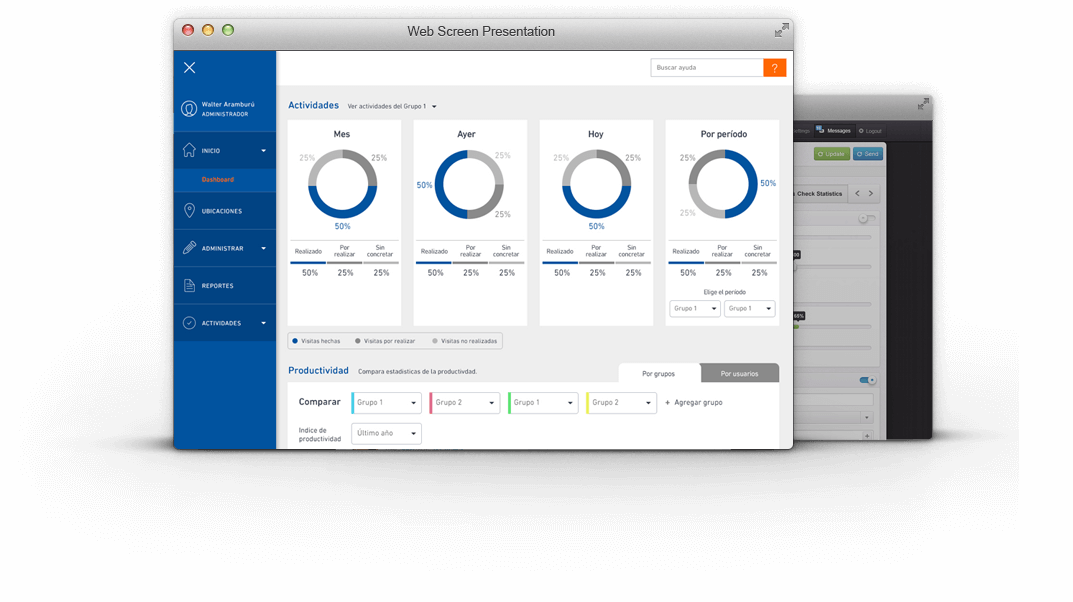 Web Screen Presentation
Buscar ayuda
?
Walter Aramburú
ADMINISTRADOR
INICIO
Dashboard
UBICACIONES
ADMINISTRAR
REPORTES
ACTIVIDADES
Actividades Ver actividades del Grupo 1
Mes
25% 25%
50%
Realizado Por realizar Sin concretar
50% 25% 25%
Ayer
25%
50%
25%
Realizado Por realizar Sin concretar
50% 25% 25%
Hoy
25% 25%
50%
Realizado Por realizar Sin concretar
50% 25% 25%
Por período
25%
50%
25%
Realizado Por realizar Sin concretar
50% 25% 25%
Elige el período
Grupo 1 Grupo 1
Visitas hechas Visitas por realizar Visitas no realizadas
Productividad Compara estadisticas de la productivdad.
Por grupos Por usuarios
Comparar Grupo 1 Grupo 2 Grupo 1 Grupo 2 + Agregar grupo
Indice de
productividad
Último año
Messages Logout
Update Send
Check Statistics